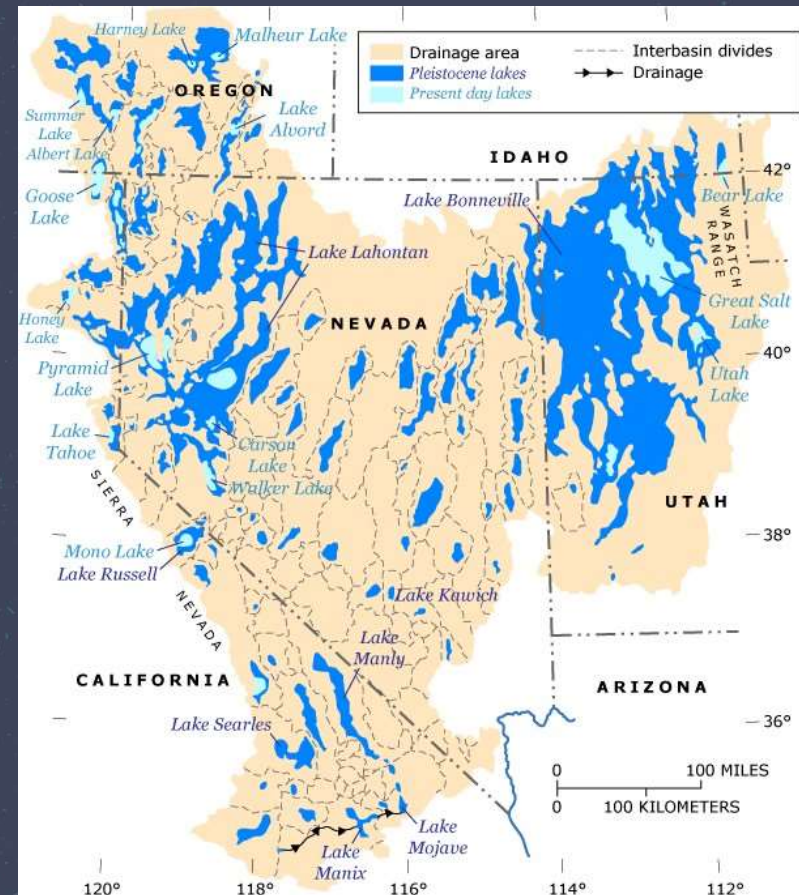 Harney Lake
Malheur Lake
Drainage area
Interbasin divides
Pleistocene lakes
Drainage
Present day lakes
OREGON
Summer
Lake
Albert Lake
Lake
Alvord
IDAHO
42°
Goose
Lake
Lake Bonneville
Bear Lake
WASATCH
RANGE
Lake Lahontan
Honey
Lake
NEVADA
Great Salt
Lake
Pyramid
Lake
40°
Utah
Lake
Lake
Tahoe
Carson
Lake
Walker Lake
SIERRA
NEVADA
UTAH
Mono Lake
Lake Russell
38°
Lake Kawich
Lake
Manly
CALIFORNIA
ARIZONA
Lake Searles
36°
0 100 MILES
0 100 KILOMETERS
Lake
Manix
Lake
Mojave
120° 118° 116° 114° 112°